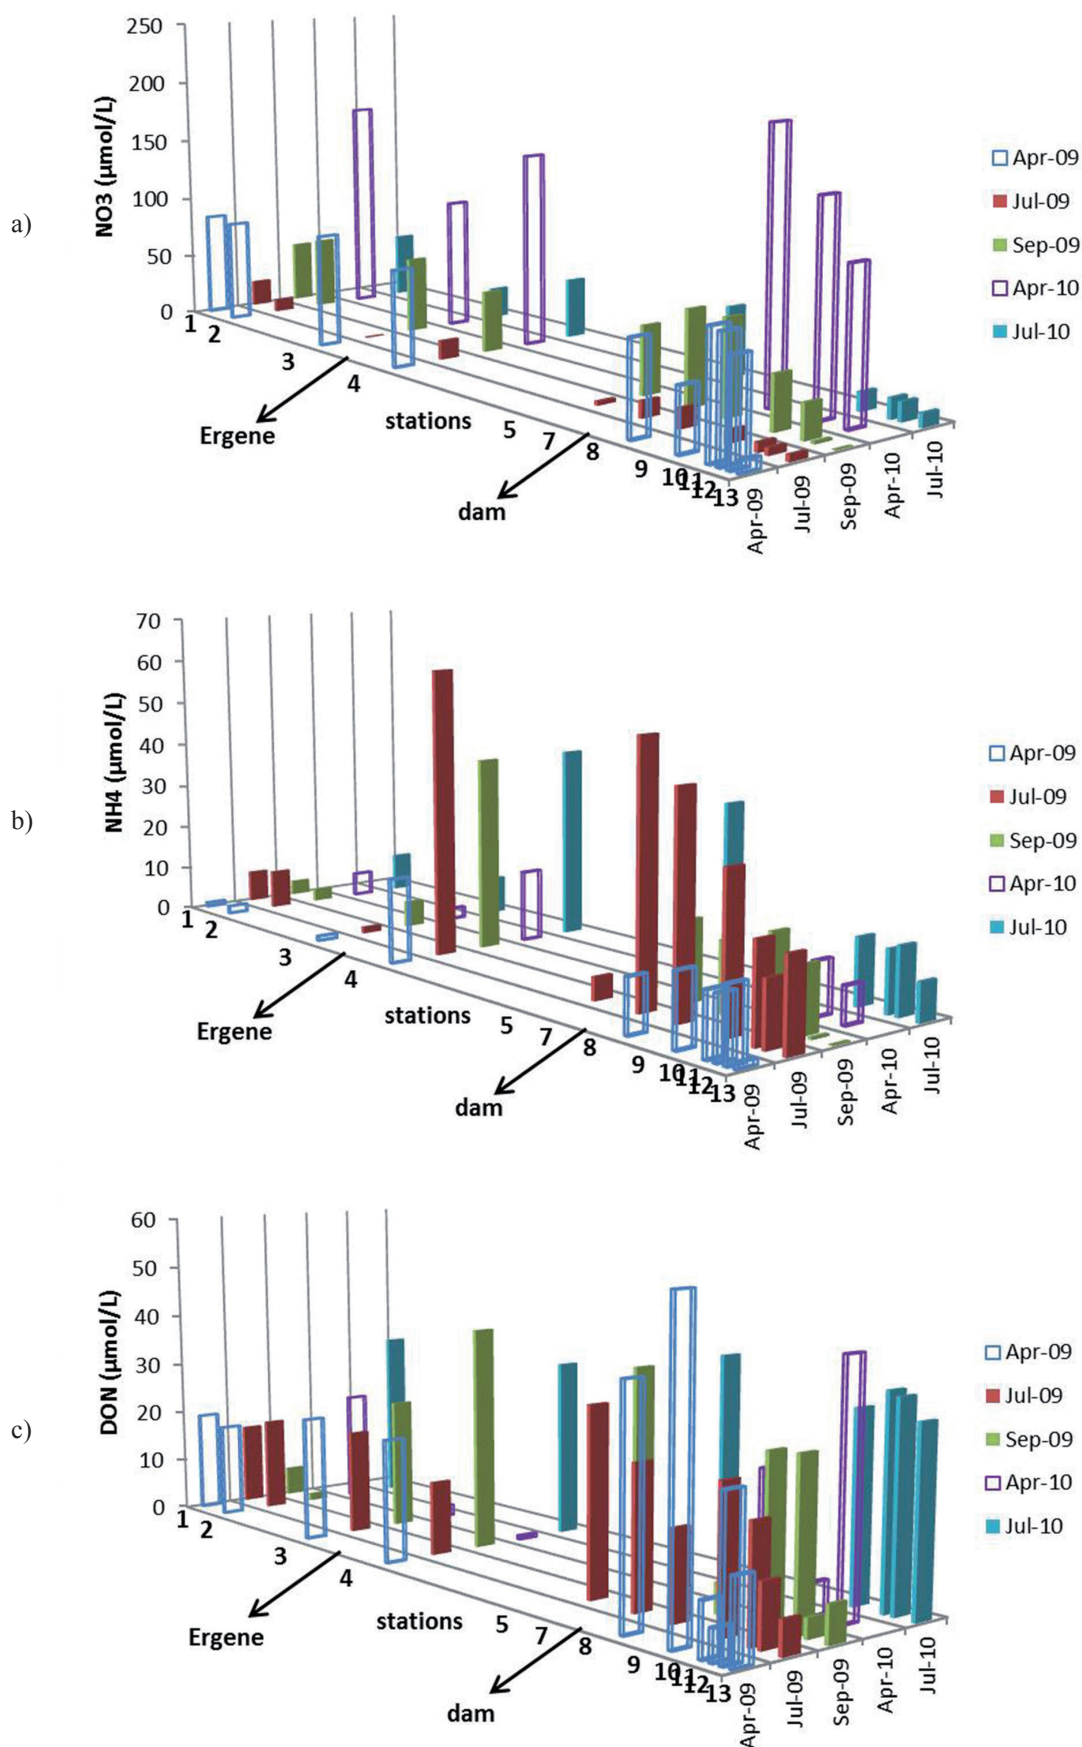 a)
NO3 (µmol/L)
250
200
150
100
50
0
1
2
3
4
5
7
8
9
10
11
12
13
stations
Ergene
dam
Apr-09
Jul-09
Sep-09
Apr-10
Jul-10
Apr-09
Jul-09
Sep-09
Apr-10
Jul-10
b)
NH4 (µmol/L)
70
60
50
40
30
20
10
0
1
2
3
4
5
7
8
9
10
11
12
13
stations
Ergene
dam
Apr-09
Jul-09
Sep-09
Apr-10
Jul-10
Apr-09
Jul-09
Sep-09
Apr-10
Jul-10
c)
DON (µmol/L)
60
50
40
30
20
10
0
1
2
3
4
5
7
8
9
10
11
12
13
stations
Ergene
dam
Apr-09
Jul-09
Sep-09
Apr-10
Jul-10
Apr-09
Jul-09
Sep-09
Apr-10
Jul-10